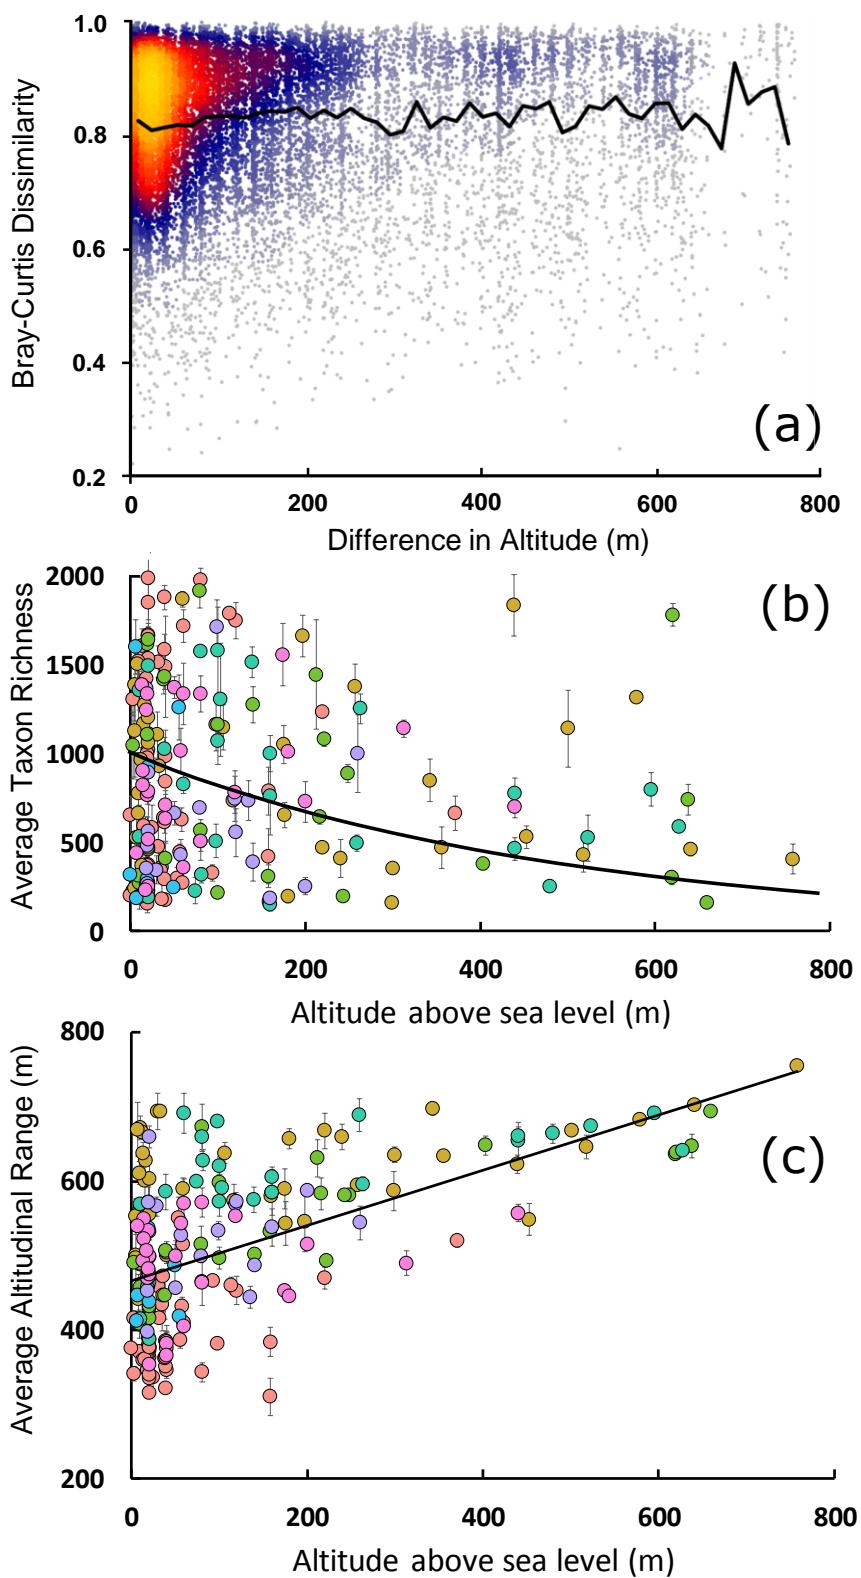 1.0
0.8
0.6
0.4
0.2
Bray-Curtis Dissimilarity
(a)
0 200 400 600 800
Difference in Altitude (m)
2000
1500
1000
500
0
Average Taxon Richness
(b)
0 200 400 600 800
Altitude above sea level (m)
800
600
400
200
Average Altitudinal Range (m)
(c)
0 200 400 600 800
Altitude above sea level (m)